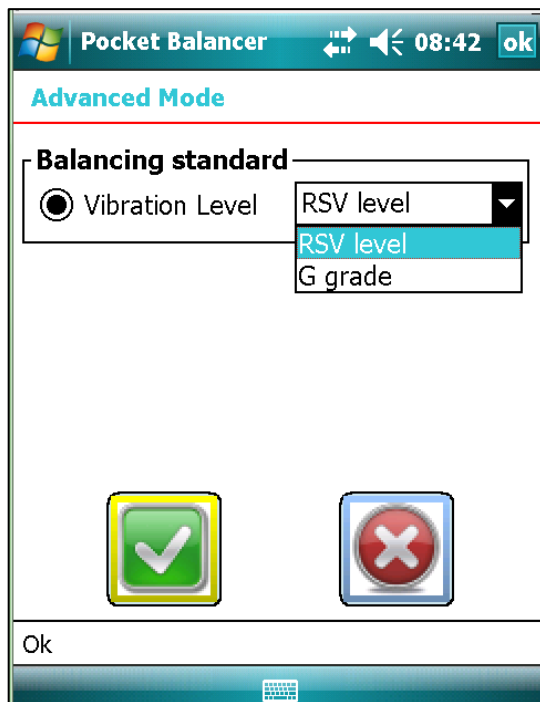 Pocket Balancer 08:42 ok
Advanced Mode
Balancing standard
Vibration Level RSV level
RSV level
G grade
Ok